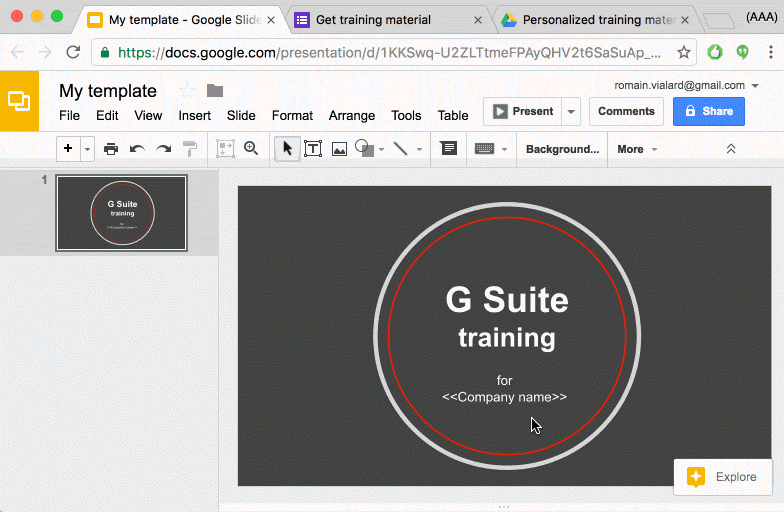 My template - Google Slide
Get training material
Personalized training mater
(AAA)
https://docs.google.com/presentation/d/1KKSwq-U2ZLTtmeFPAyQHV2t6SaSuAp_...
My template
romain.vialard@gmail.com
File Edit View Insert Slide Format Arrange Tools Table
Present
Comments
Share
Background...
More
1
G Suite
training
for
<<Company name>>
G Suite
training
for
<<Company name>>
Explore